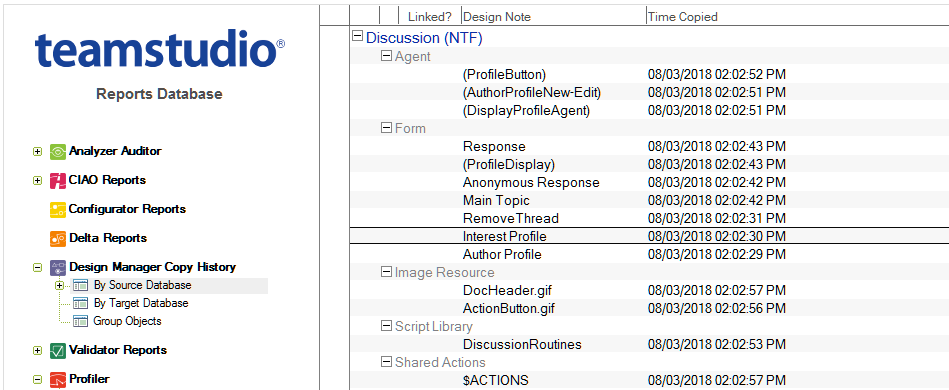 teamstudio®
Reports Database
Analyzer Auditor
CIAO Reports
Configurator Reports
Delta Reports
Design Manager Copy History
By Source Database
By Target Database
Group Objects
Validator Reports
Profiler
Linked? Design Note Time Copied
Discussion (NTF)
Agent
(ProfileButton) 08/03/2018 02:02:52 PM
(AuthorProfileNew-Edit) 08/03/2018 02:02:51 PM
(DisplayProfileAgent) 08/03/2018 02:02:51 PM
Form
Response 08/03/2018 02:02:43 PM
(ProfileDisplay) 08/03/2018 02:02:43 PM
Anonymous Response 08/03/2018 02:02:42 PM
Main Topic 08/03/2018 02:02:42 PM
RemoveThread 08/03/2018 02:02:31 PM
Interest Profile 08/03/2018 02:02:30 PM
Author Profile 08/03/2018 02:02:29 PM
Image Resource
DocHeader.gif 08/03/2018 02:02:57 PM
ActionButton.gif 08/03/2018 02:02:56 PM
Script Library
DiscussionRoutines 08/03/2018 02:02:53 PM
Shared Actions
$ACTIONS 08/03/2018 02:02:57 PM